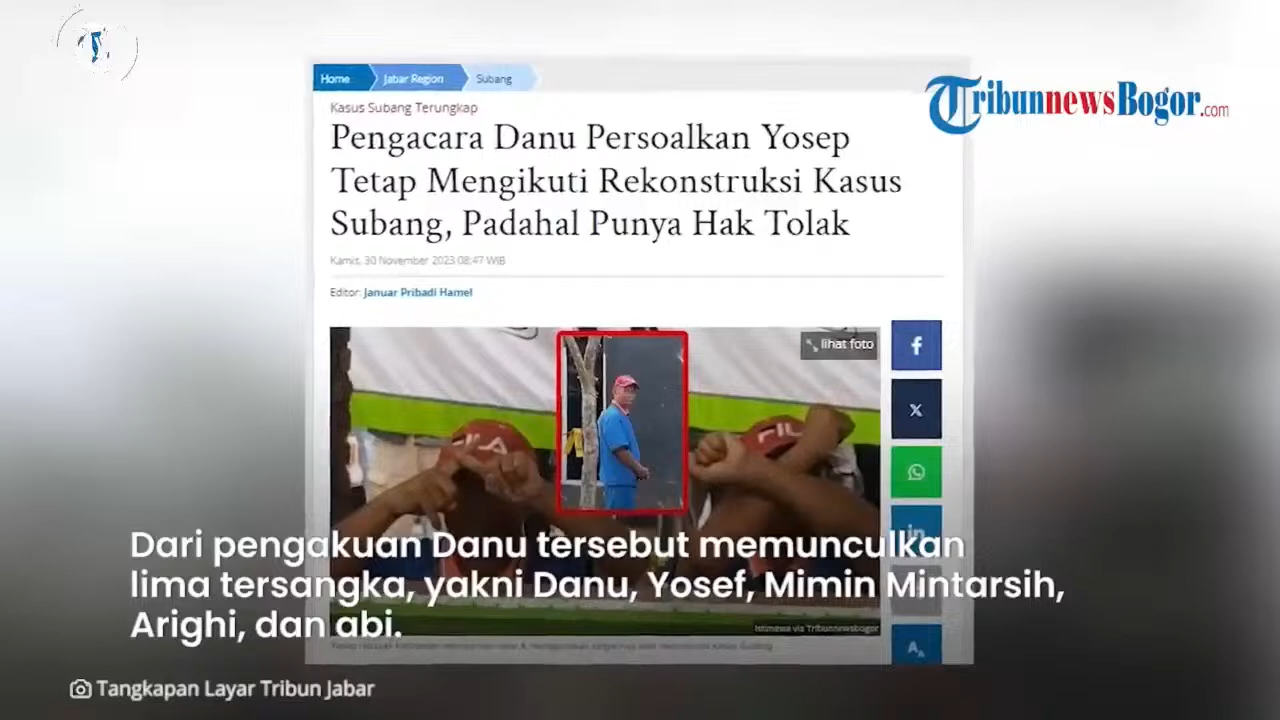 TribunnewsBogor.com
Home
Jabar Region
Subang
Kasus Subang Terungkap
Pengacara Danu Persoalkan Yosep
Tetap Mengikuti Rekonstruksi Kasus
Subang, Padahal Punya Hak Tolak
Kamis, 30 November 2023 08:47 WIB
Editor: Januar Pribadi Hamel
lihat foto
FILA
FILA
Istimewa via Tribunnewsbogor
Dari pengakuan Danu tersebut memunculkan
lima tersangka, yakni Danu, Yosef, Mimin Mintarsih,
Arighi, dan abi.
Tangkapan Layar Tribun Jabar